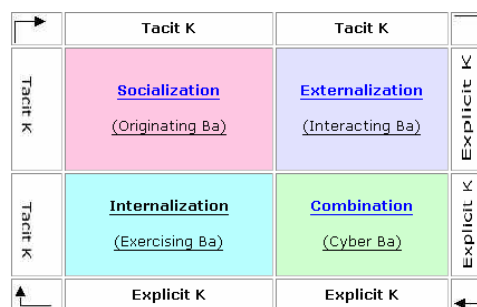 Tacit K Tacit K
Tacit K Socialization Externalization Explicit K
(Originating Ba) (Interacting Ba)
Tacit K Internalization Combination Explicit K
(Exercising Ba) (Cyber Ba)
Explicit K Explicit K